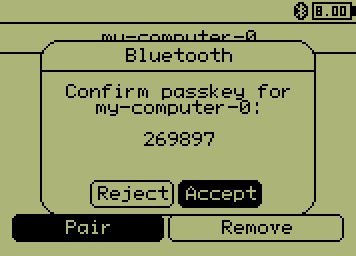 8.00
my-computer-0
Bluetooth
Confirm passkey for
my-computer-0:
269897
Reject Accept
Pair Remove